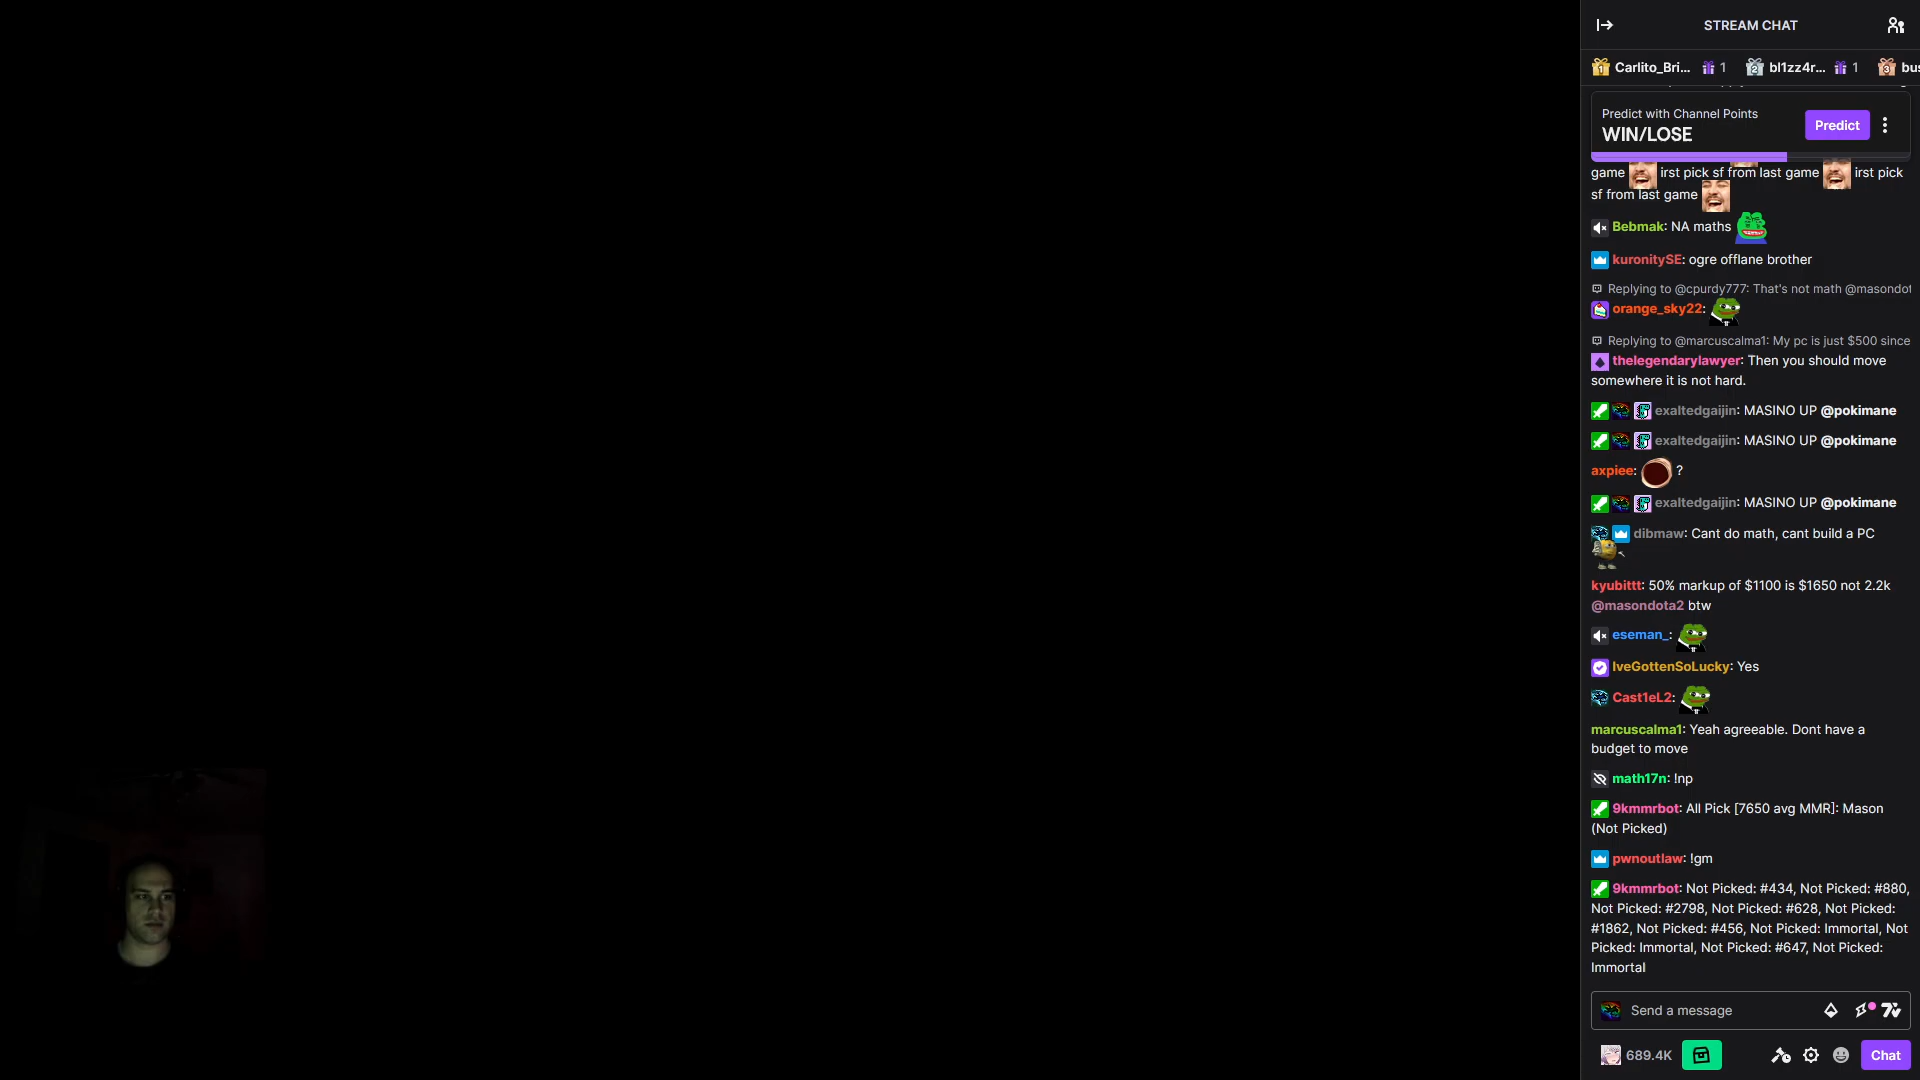 STREAM CHAT
Carlito_Bri... 1 bl1zz4r... 1 bus
Predict with Channel Points
WIN/LOSE
Predict
game irst pick sf from last game irst pick
sf from last game
Bebmak: NA maths
kuronitySE: ogre offlane brother
Replying to @cpurdy777: That's not math @masondot
orange_sky22:
Replying to @marcuscalma1: My pc is just $500 since
thelegendarylawyer: Then you should move
somewhere it is not hard.
exaltedgaijin: MASINO UP @pokimane
exaltedgaijin: MASINO UP @pokimane
axpiee: ?
exaltedgaijin: MASINO UP @pokimane
dibmaw: Cant do math, cant build a PC
kyubittt: 50% markup of $1100 is $1650 not 2.2k
@masondota2 btw
eseman_:
IveGottenSoLucky: Yes
Cast1eL2:
marcuscalma1: Yeah agreeable. Dont have a
budget to move
math17n: !np
9kmmrbot: All Pick [7650 avg MMR]: Mason
(Not Picked)
pwnoutlaw: !gm
9kmmrbot: Not Picked: #434, Not Picked: #880,
Not Picked: #2798, Not Picked: #628, Not Picked:
#1862, Not Picked: #456, Not Picked: Immortal, Not
Picked: Immortal, Not Picked: #647, Not Picked:
Immortal
Send a message
689.4K
Chat